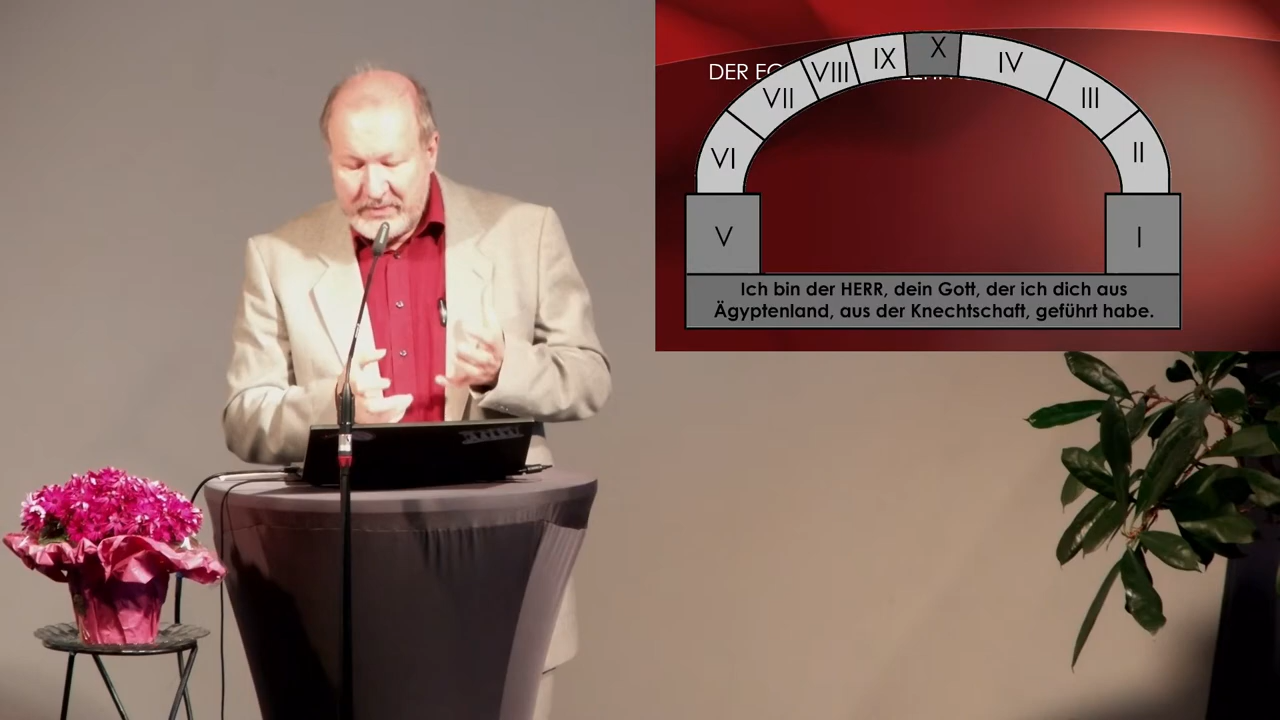 DER
IX X IV
VIII
VII III
VI II
V I
Ich bin der HERR, dein Gott, der ich dich aus
Ägyptenland, aus der Knechtschaft, geführt habe.